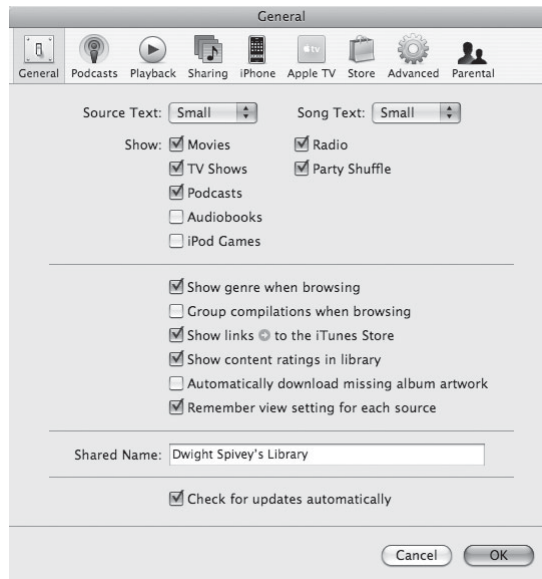 General
General Podcasts Playback Sharing iPhone Apple TV Store Advanced Parental
Source Text: Small Song Text: Small
Show: Movies Radio
TV Shows Party Shuffle
Podcasts
Audiobooks
iPod Games
Show genre when browsing
Group compilations when browsing
Show links to the iTunes Store
Show content ratings in library
Automatically download missing album artwork
Remember view setting for each source
Shared Name: Dwight Spivey's Library
Check for updates automatically
Cancel OK